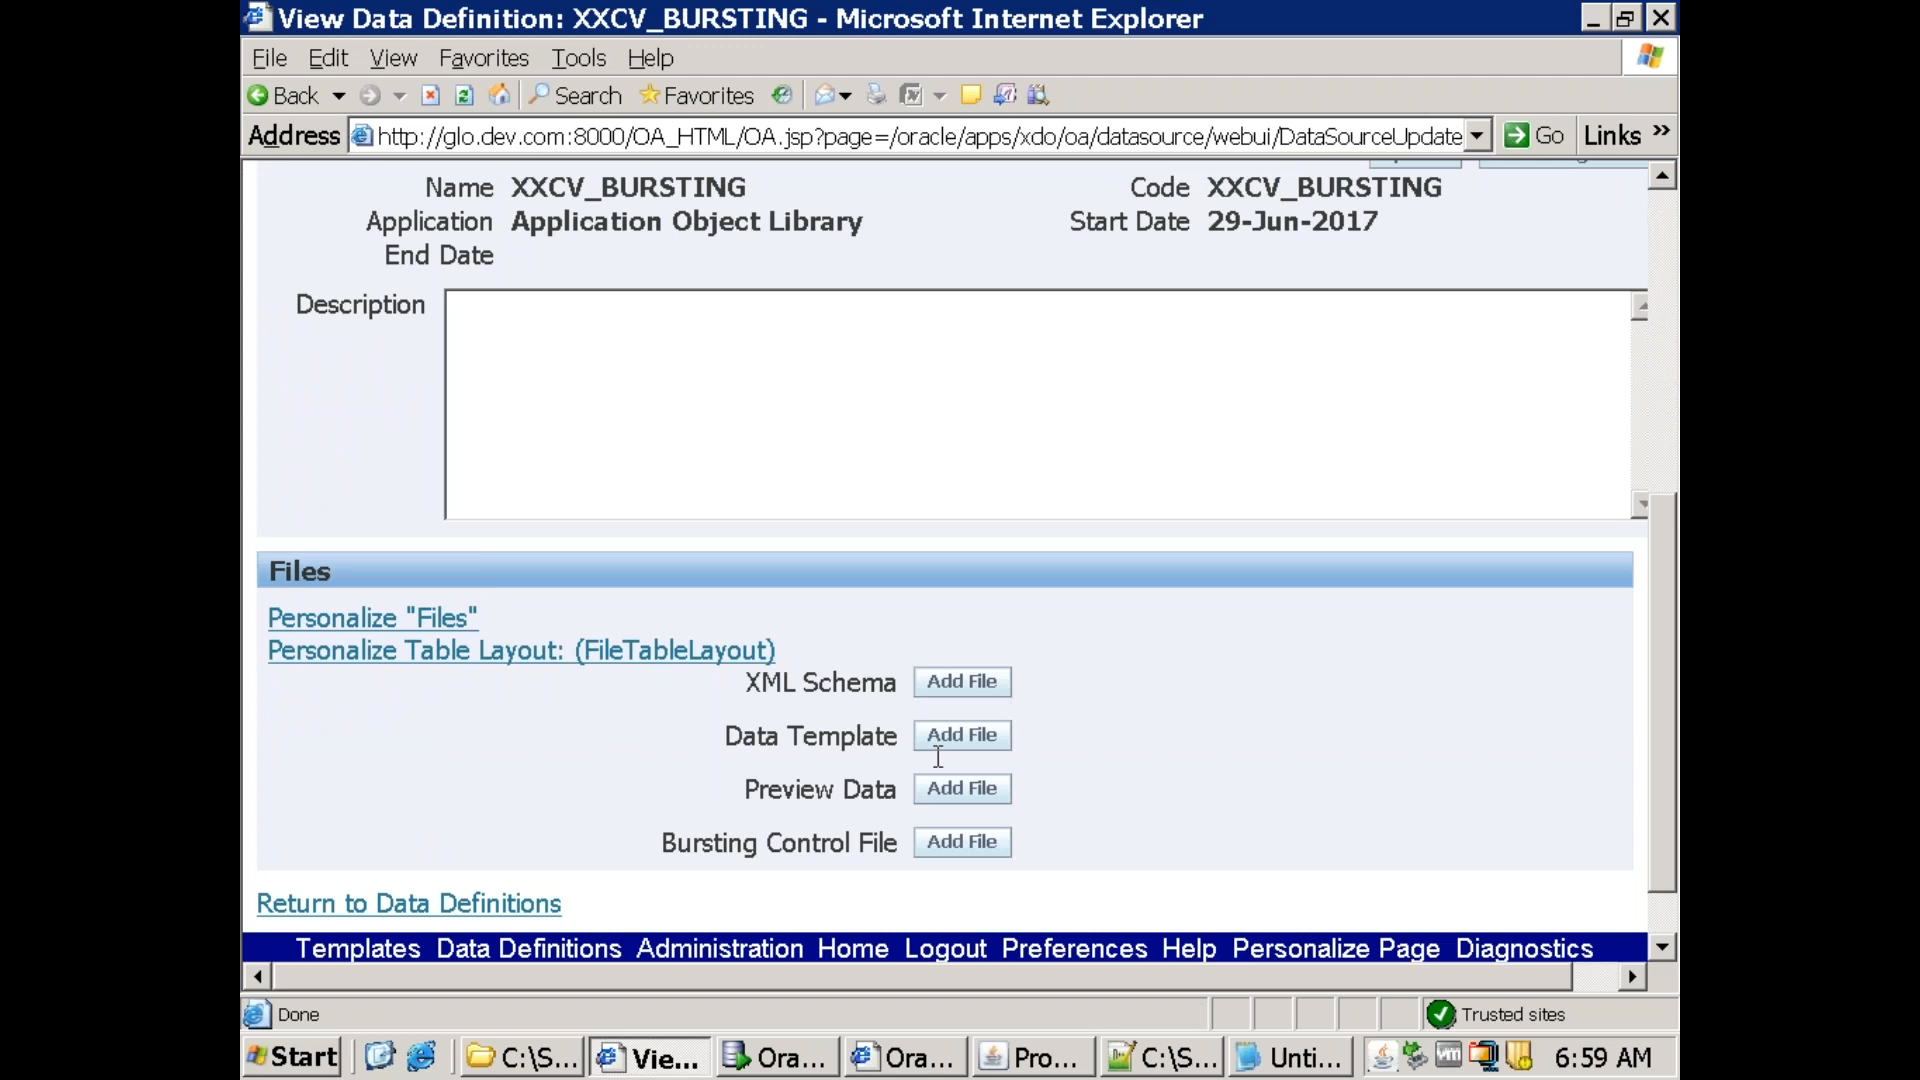 View Data Definition: XXCV_BURSTING - Microsoft Internet Explorer
File Edit View Favorites Tools Help
Back Search Favorites
Address http://glo.dev.com:8000/OA_HTML/OA.jsp?page=/oracle/apps/xdo/oa/datasource/webui/DataSourceUpdate Go Links »
Name XXCV_BURSTING Code XXCV_BURSTING
Application Application Object Library Start Date 29-Jun-2017
End Date
Description
Files
Personalize "Files"
Personalize Table Layout: (FileTableLayout)
XML Schema Add File
Data Template Add File
Preview Data Add File
Bursting Control File Add File
Return to Data Definitions
Templates Data Definitions Administration Home Logout Preferences Help Personalize Page Diagnostics
Done Trusted sites
Start C:\S... Vie... Ora... Ora... Pro... C:\S... Unti... 6:59 AM